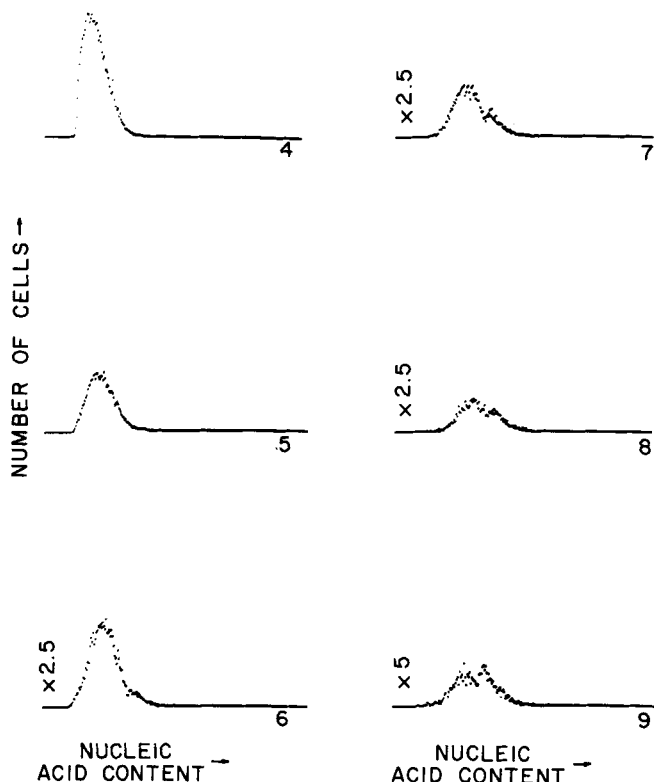 4
× 2.5
7
NUMBER OF CELLS →
5
× 2.5
8
× 2.5
6
× 5
9
NUCLEIC
ACID CONTENT →
NUCLEIC
ACID CONTENT →